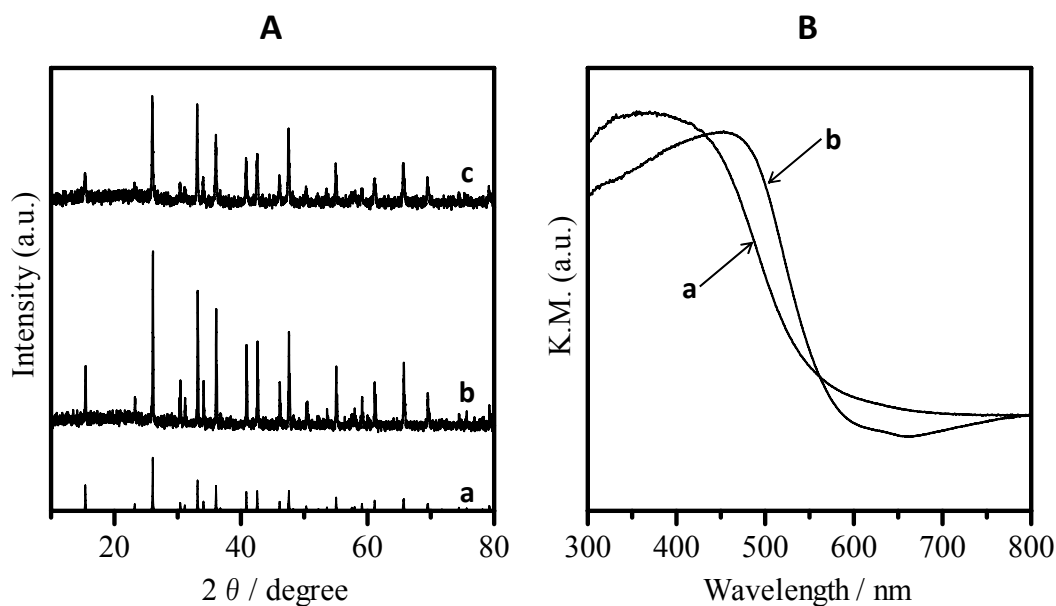 A
Intensity (a.u.)
c
b
a
20 40 60 80
2 θ / degree
B
K.M. (a.u.)
b
a
300 400 500 600 700 800
Wavelength / nm